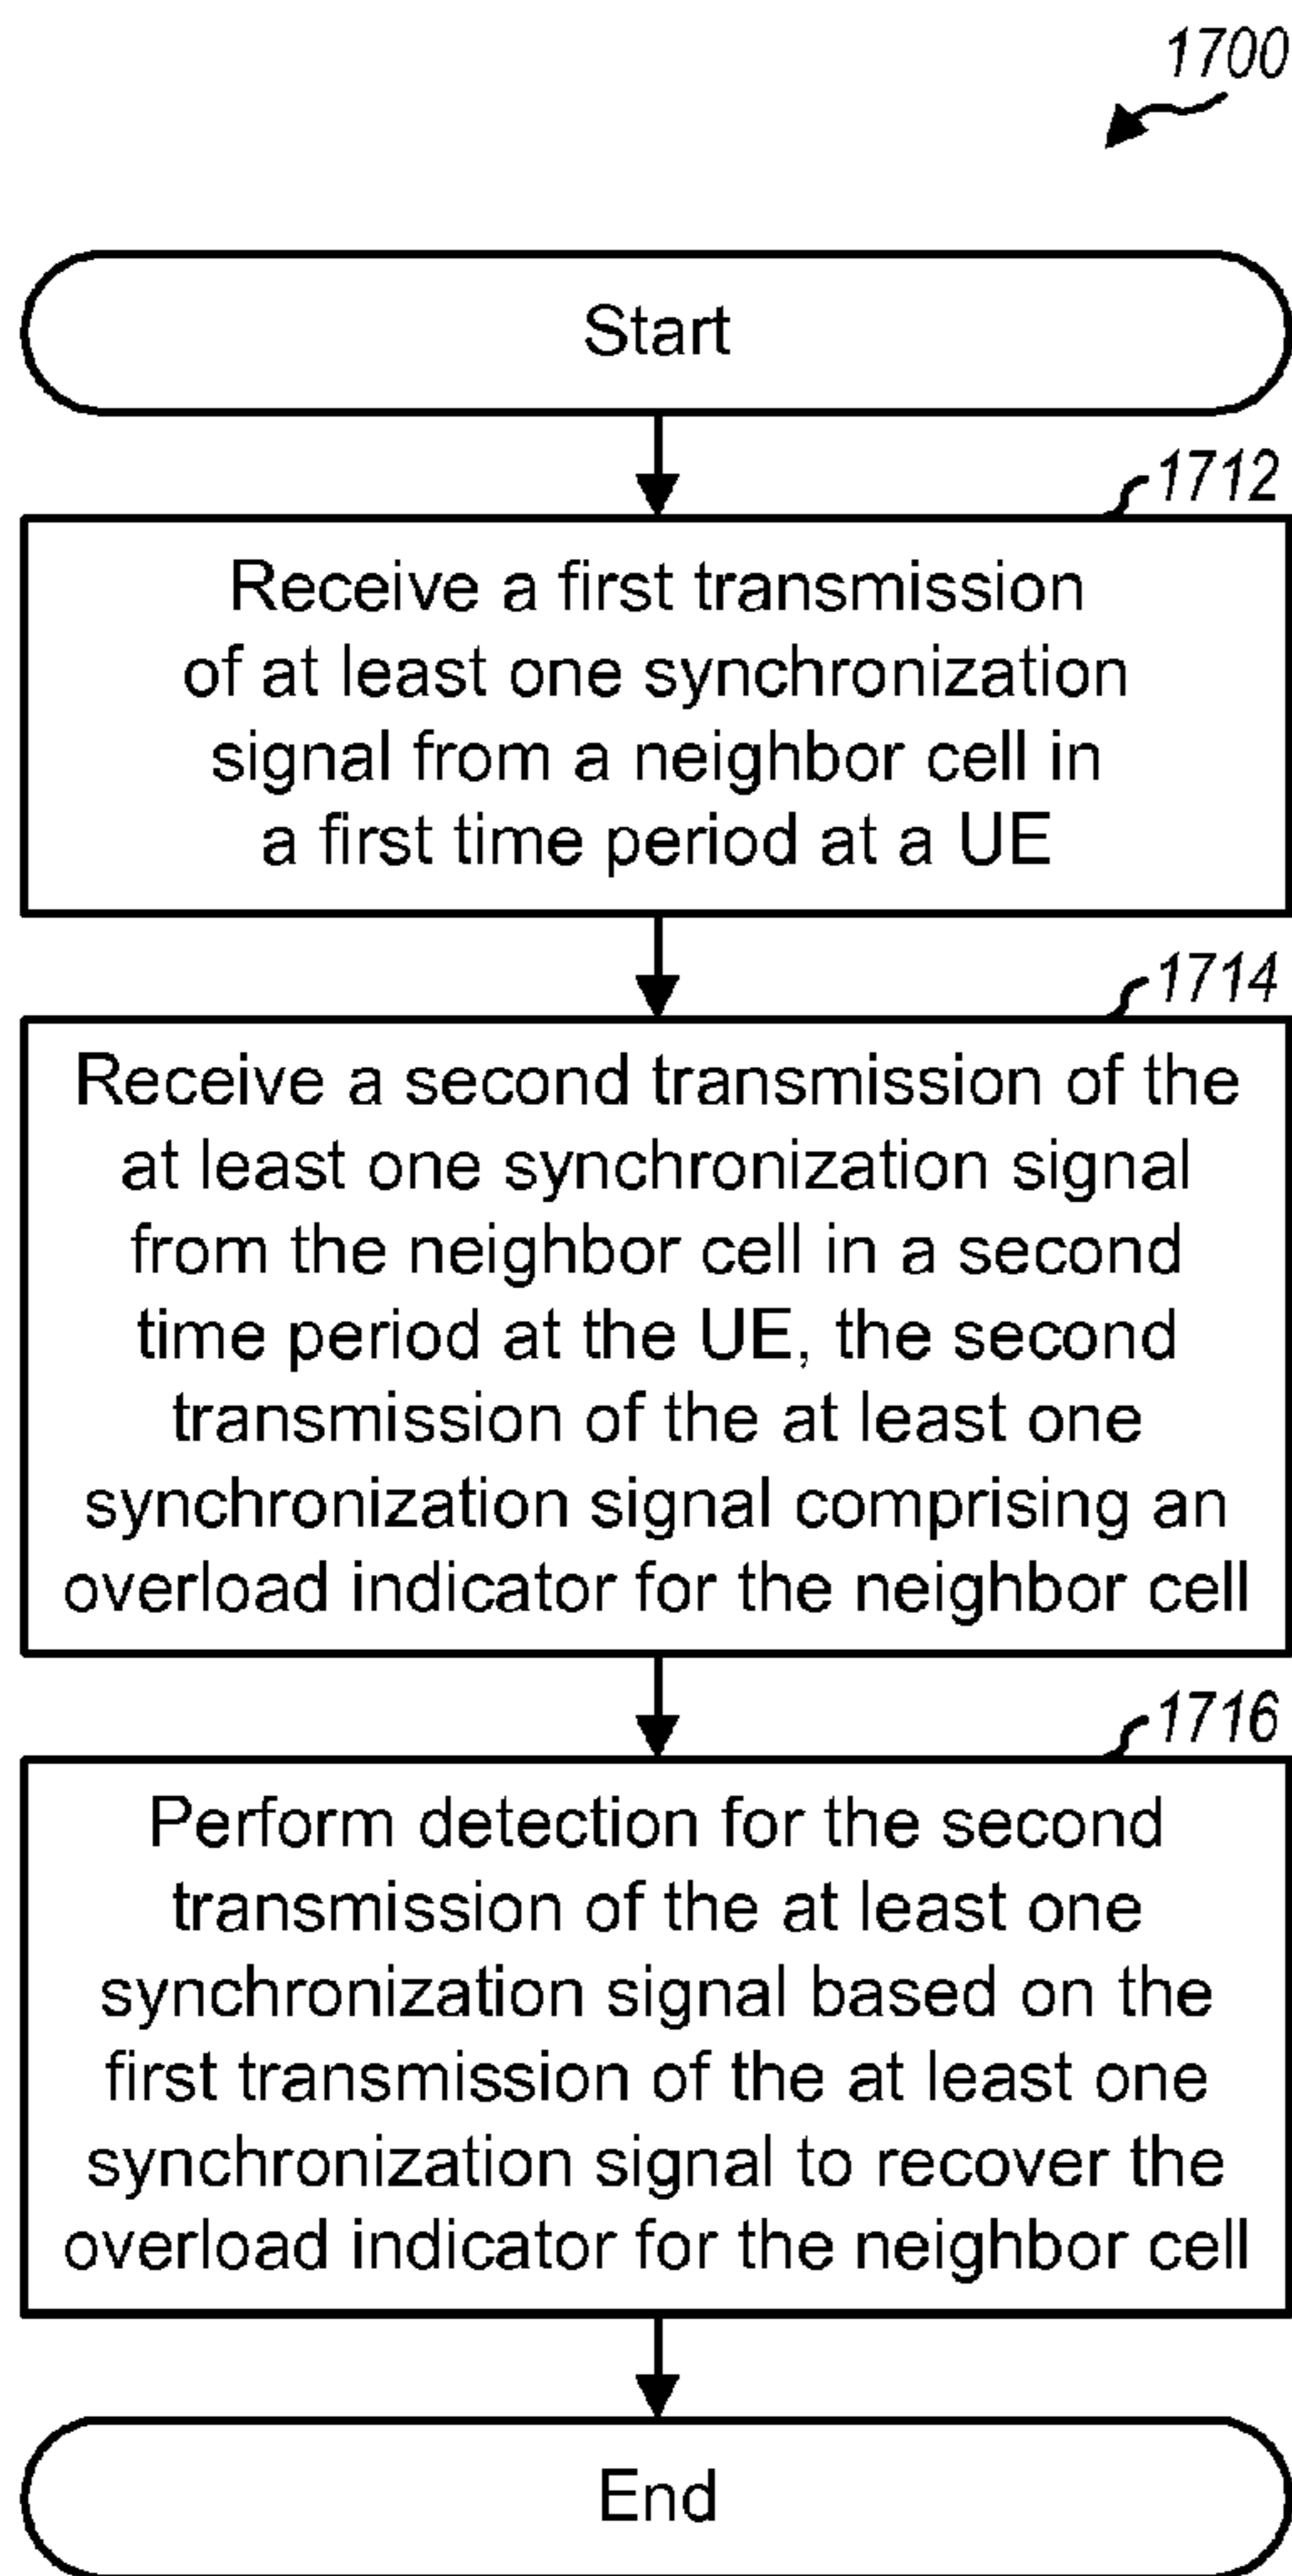 1700
Start
1712
Receive a first transmission
of at least one synchronization
signal from a neighbor cell in
a first time period at a UE
1714
Receive a second transmission of the
at least one synchronization signal
from the neighbor cell in a second
time period at the UE, the second
transmission of the at least one
synchronization signal comprising an
overload indicator for the neighbor cell
1716
Perform detection for the second
transmission of the at least one
synchronization signal based on the
first transmission of the at least one
synchronization signal to recover the
overload indicator for the neighbor cell
End